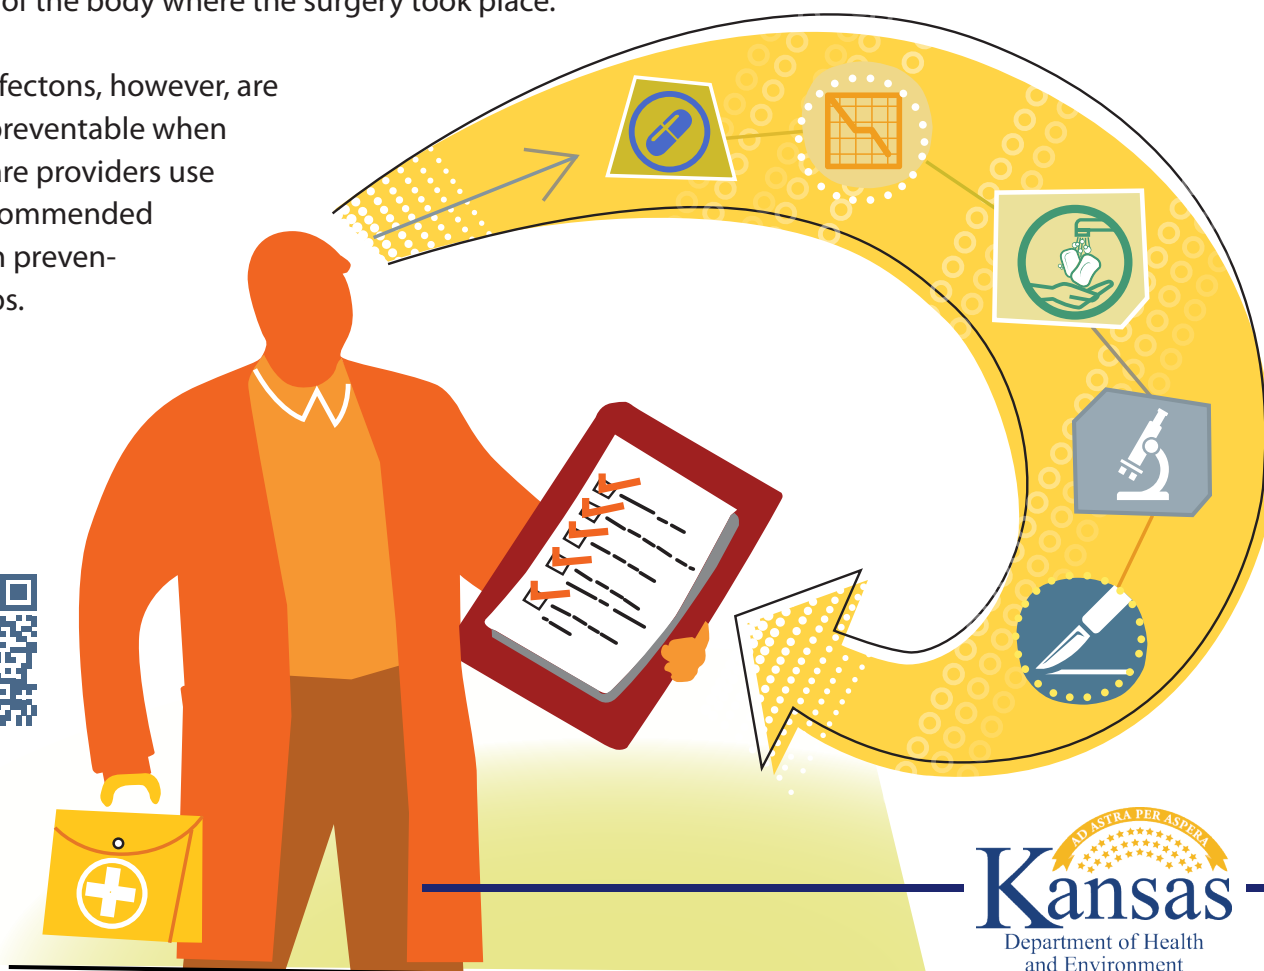 of the body where the surgery took place.
fectons, however, are
preventable when
are providers use
commended
n preven-
ps.
AD ASTRA PER ASPERA
Kansas
Department of Health
and Environment